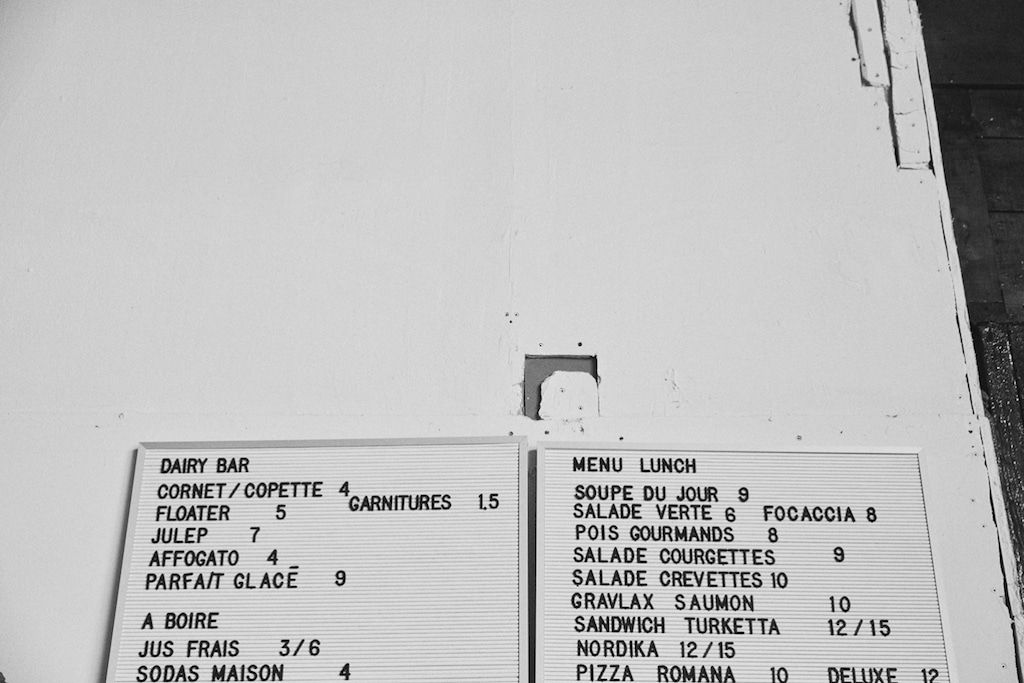 DAIRY BAR
CORNET/COPETTE 4 GARNITURES 1.5
FLOATER 5
JULEP 7
AFFOGATO 4
PARFAIT GLACÉ 9
A BOIRE
JUS FRAIS 3/6
SODAS MAISON 4
MENU LUNCH
SOUPE DU JOUR 9
SALADE VERTE 6 FOCACCIA 8
POIS GOURMANDS 8
SALADE COURGETTES 9
SALADE CREVETTES 10
GRAVLAX SAUMON 10
SANDWICH TURKETTA 12/15
NORDIKA 12/15
PIZZA ROMANA 10 DELUXE 12